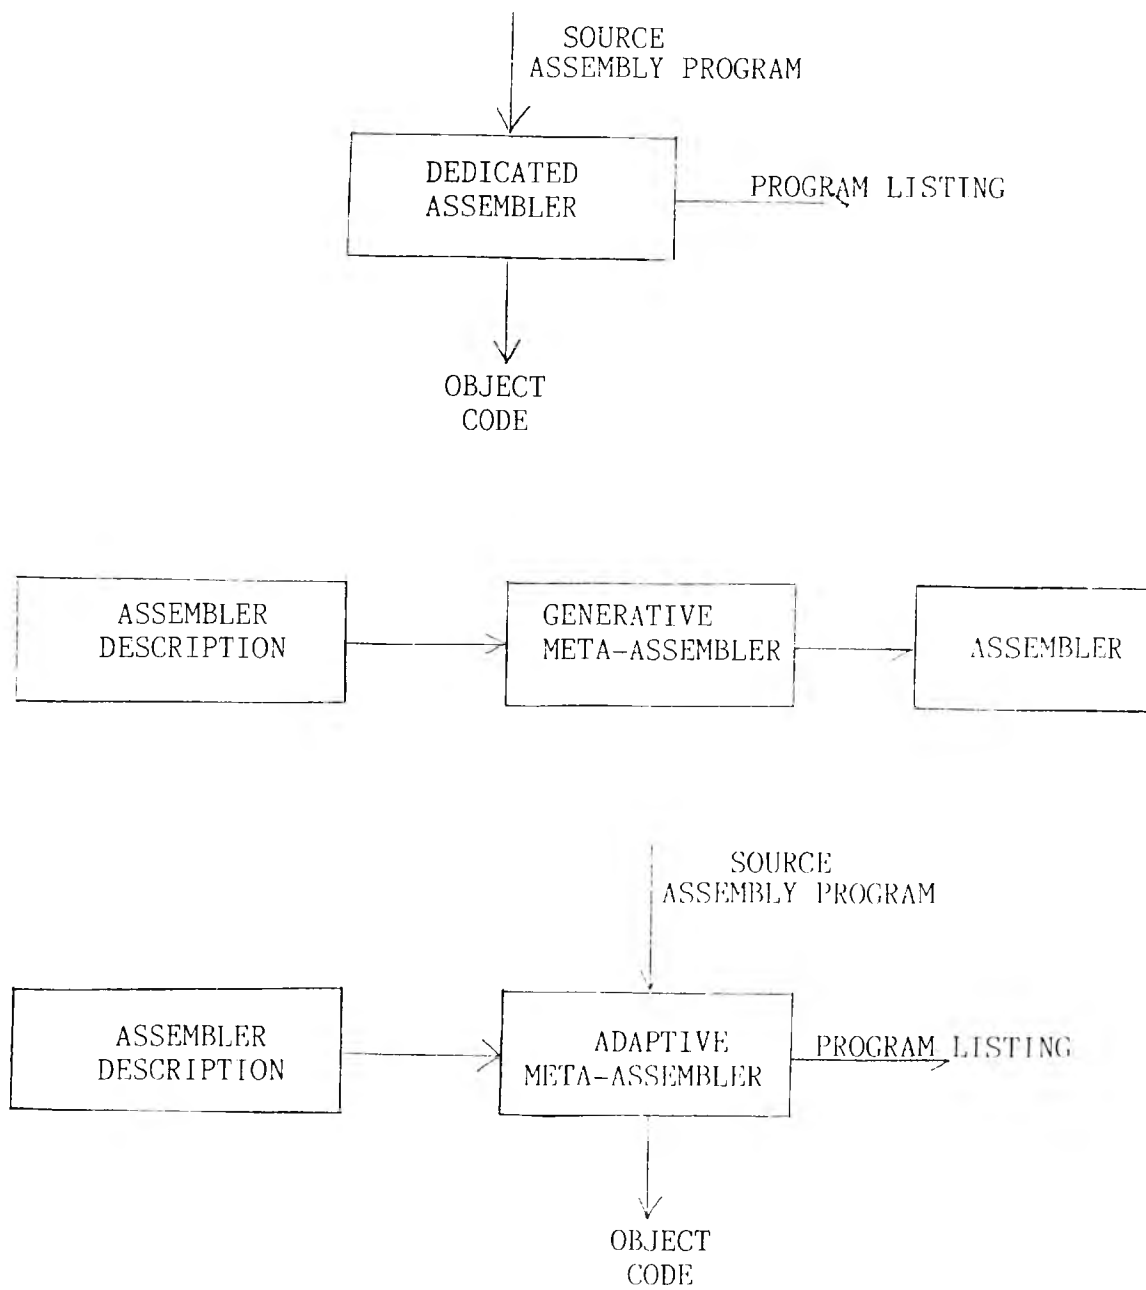 SOURCE
ASSEMBLY PROGRAM
DEDICATED
ASSEMBLER
PROGRAM LISTING
OBJECT
CODE
ASSEMBLER
DESCRIPTION
GENERATIVE
META-ASSEMBLER
ASSEMBLER
SOURCE
ASSEMBLY PROGRAM
ASSEMBLER
DESCRIPTION
ADAPTIVE
META-ASSEMBLER
PROGRAM LISTING
OBJECT
CODE